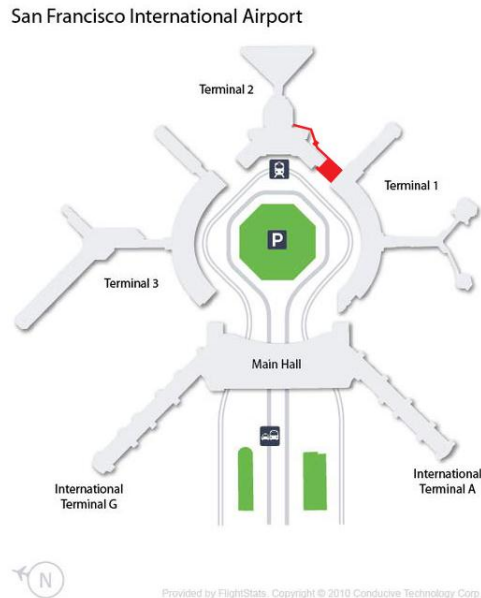 San Francisco International Airport
Terminal 2
Terminal 1
P
Terminal 3
Main Hall
International
Terminal G
International
Terminal A
N
Provided by FlightStats. Copyright © 2010 Conducive Technology Corp.